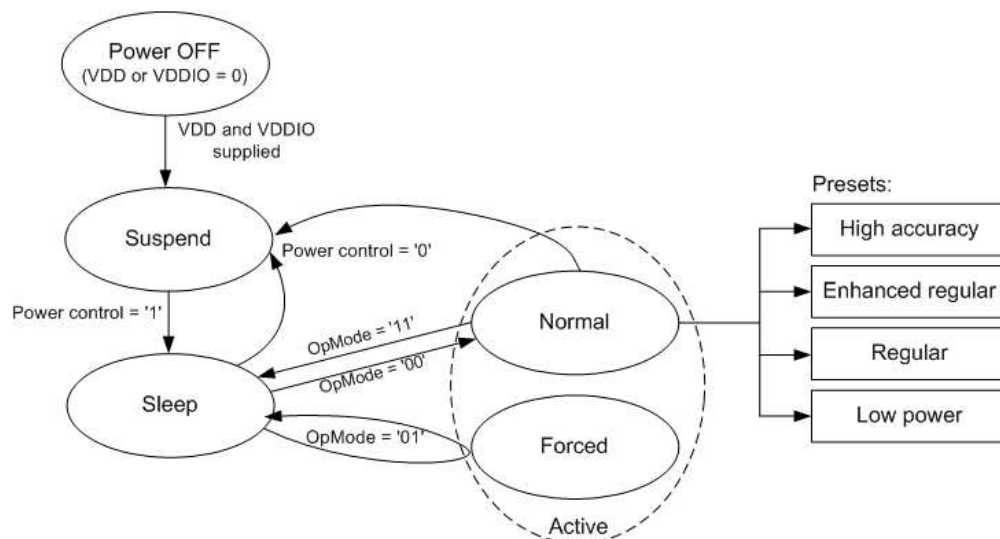 Power OFF
(VDD or VDDIO = 0)
VDD and VDDIO
supplied
Presets:
High accuracy
Suspend
Power control = '0'
Enhanced regular
Power control = '1'
OpMode = '11'
Normal
OpMode = '00'
Regular
Sleep
Low power
OpMode = '01'
Forced
Active